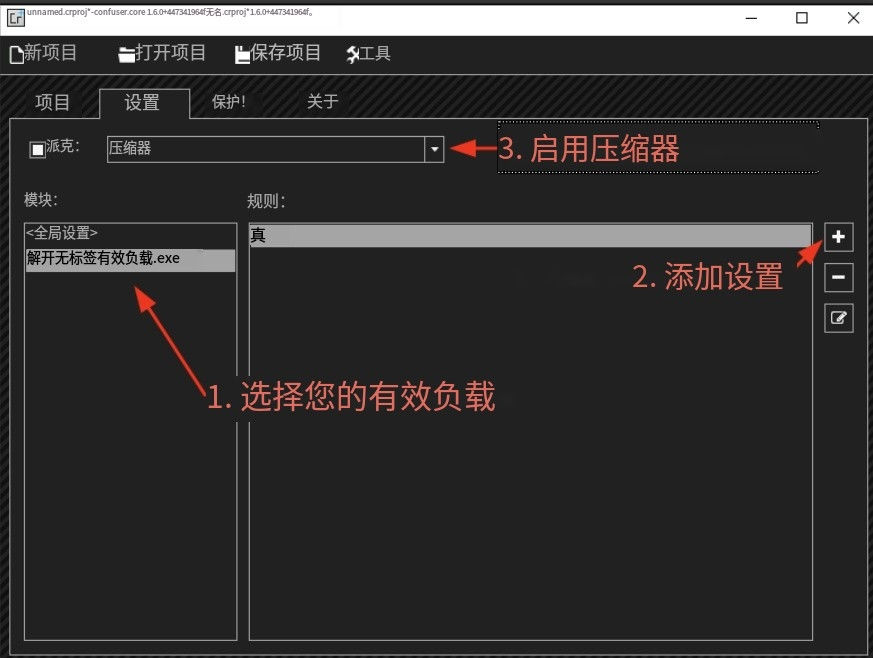 unnamed.crproj*-confuser.core 1.6.0+447341964f无名.crproj*1.6.0+447341964f。
新项目 打开项目 保存项目 工具
项目 设置 保护! 关于
派克: 压缩器
3. 启用压缩器
模块: 规则:
<全局设置>
真
解开无标签有效负载.exe
2. 添加设置
1. 选择您的有效负载